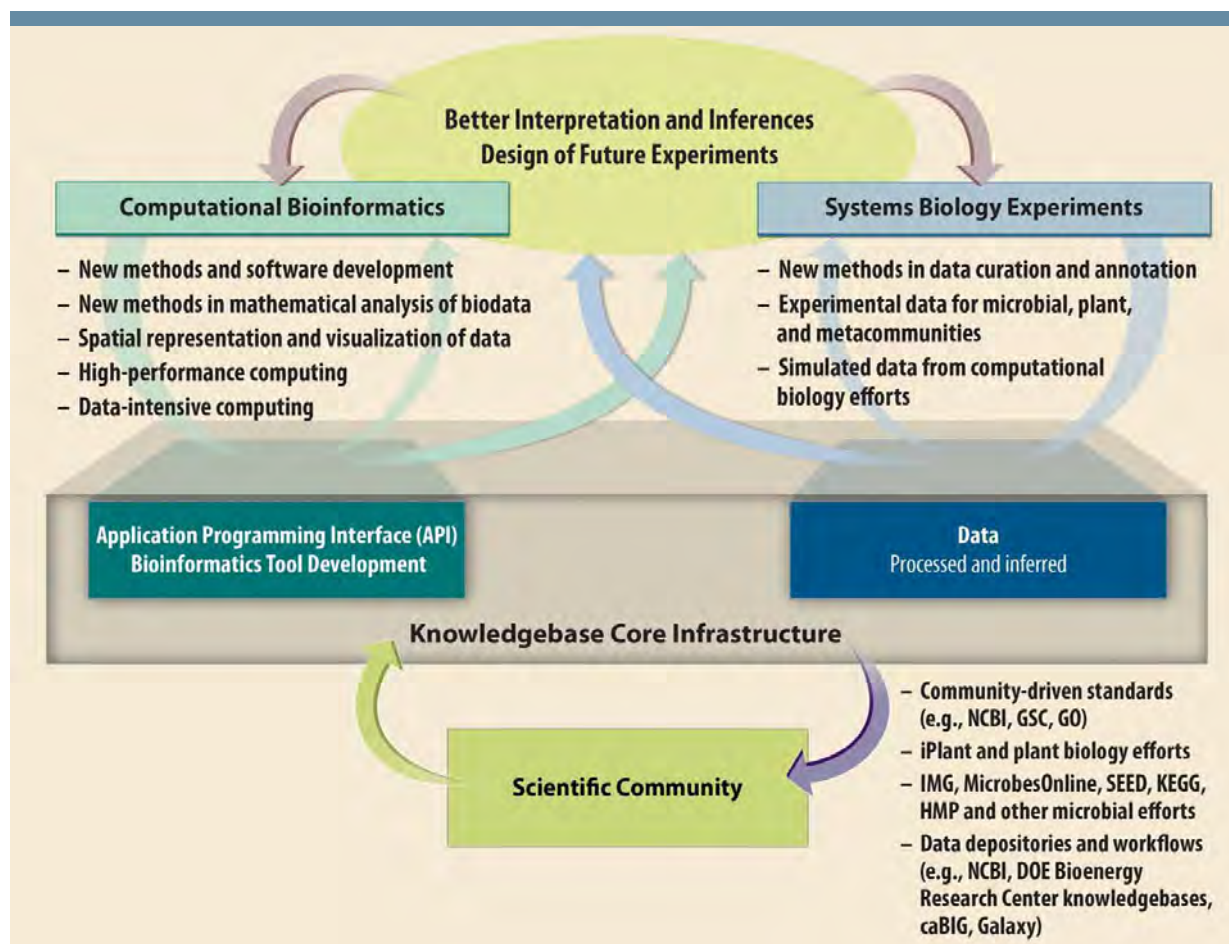 Better Interpretation and Inferences
Design of Future Experiments
Computational Bioinformatics
– New methods and software development
– New methods in mathematical analysis of biodata
– Spatial representation and visualization of data
– High-performance computing
– Data-intensive computing
Systems Biology Experiments
– New methods in data curation and annotation
– Experimental data for microbial, plant,
and metacommunities
– Simulated data from computational
biology efforts
Application Programming Interface (API)
Bioinformatics Tool Development
Data
Processed and inferred
Knowledgebase Core Infrastructure
Scientific Community
– Community-driven standards
(e.g., NCBI, GSC, GO)
– iPlant and plant biology efforts
– IMG, MicrobesOnline, SEED, KEGG,
HMP and other microbial efforts
– Data depositories and workflows
(e.g., NCBI, DOE Bioenergy
Research Center knowledgebases,
caBIG, Galaxy)